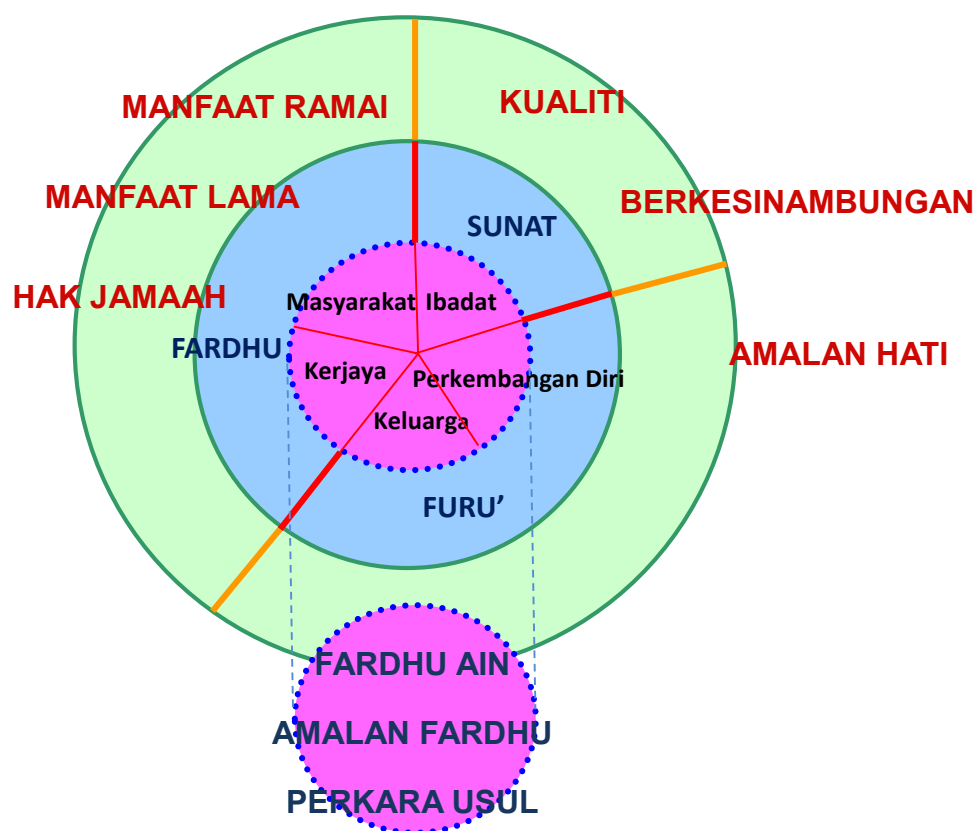 MANFAAT RAMAI
KUALITI
MANFAAT LAMA
BERKESINAMBUNGAN
SUNAT
HAK JAMAAH
Masyarakat
Ibadat
FARDHU
AMALAN HATI
Kerjaya
Perkembangan Diri
Keluarga
FURU’
FARDHU AIN
AMALAN FARDHU
PERKARA USUL